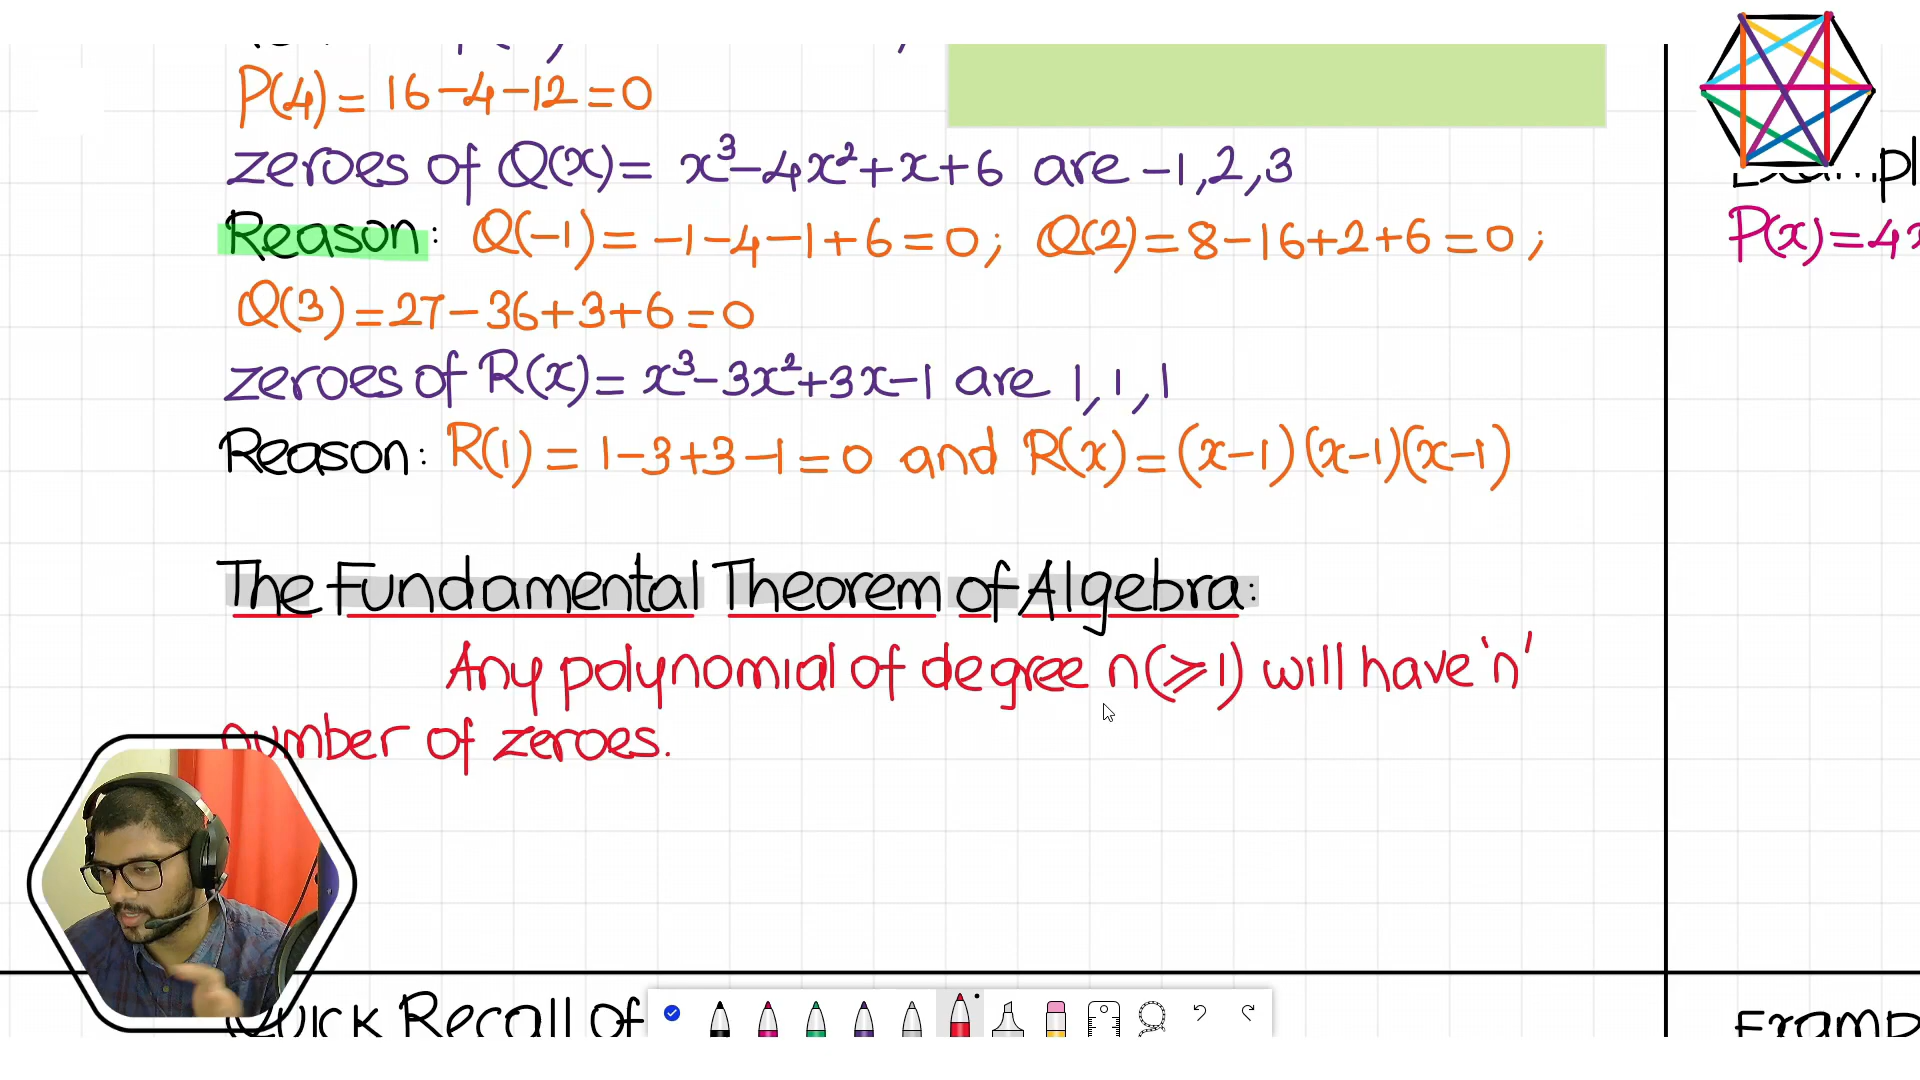 P(4) = 16-4-12 = 0
zeroes of Q(x) = x³-4x²+x+6 are -1,2,3
Reason: Q(-1) = -1-4-1+6 = 0; Q(2) = 8-16+2+6 = 0;
Q(3) = 27-36+3+6 = 0
zeroes of R(x) = x³-3x²+3x-1 are 1,1,1
Reason: R(1) = 1-3+3-1 = 0 and R(x) = (x-1)(x-1)(x-1)
The Fundamental Theorem of Algebra:
Any polynomial of degree n(⩾1) will have 'n'
number of zeroes.
Quick Recall of
P(x)=4x
Examp